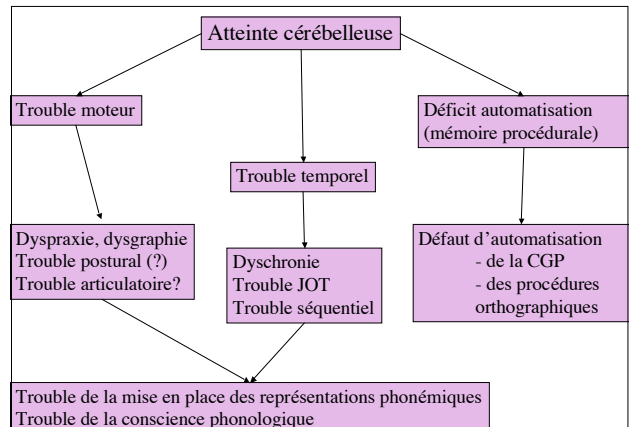 Atteinte cérébelleuse
Trouble moteur
Déficit automatisation
(mémoire procédurale)
Trouble temporel
Dyspraxie, dysgraphie
Trouble postural (?)
Trouble articulatoire?
Dyschronie
Trouble JOT
Trouble séquentiel
Défaut d'automatisation
- de la CGP
- des procédures
orthographiques
Trouble de la mise en place des représentations phonémiques
Trouble de la conscience phonologique